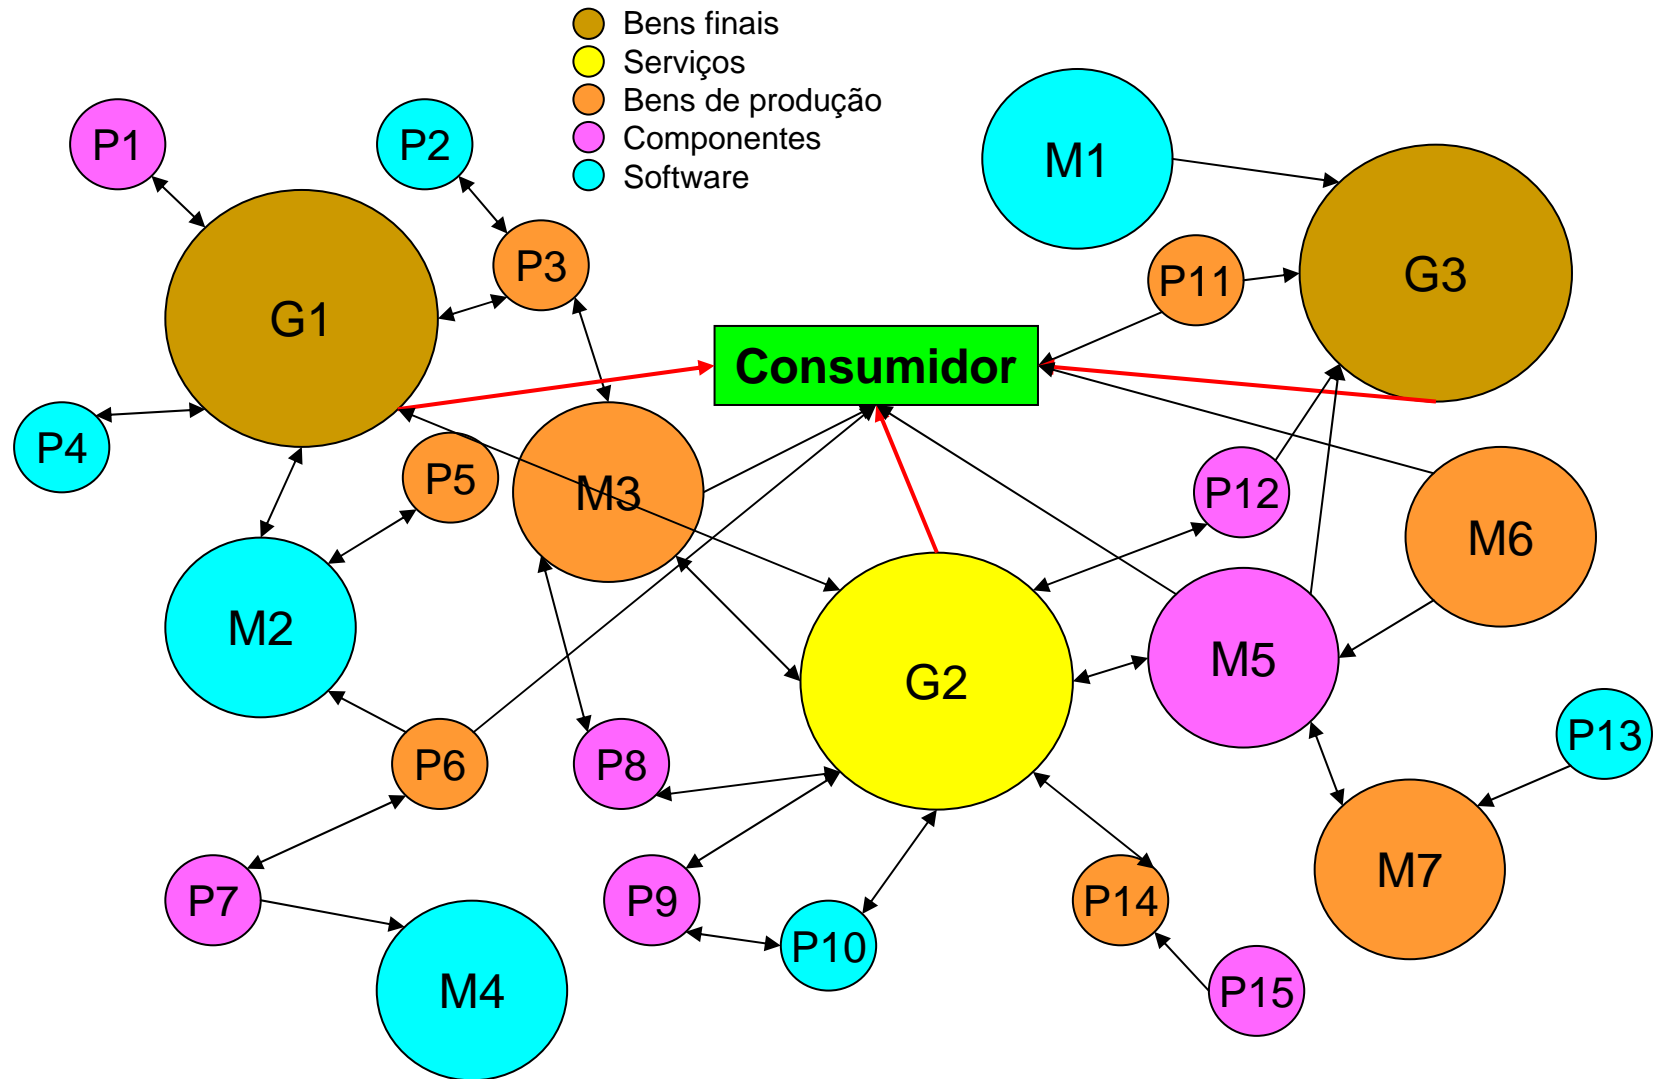 Bens finais
Serviços
Bens de produção
Componentes
Software
P1
P2
M1
P3
P11
G3
G1
Consumidor
P4
P5
M3
P12
M6
M2
G2
M5
P6
P8
P13
P7
P9
P10
P14
M7
M4
P15